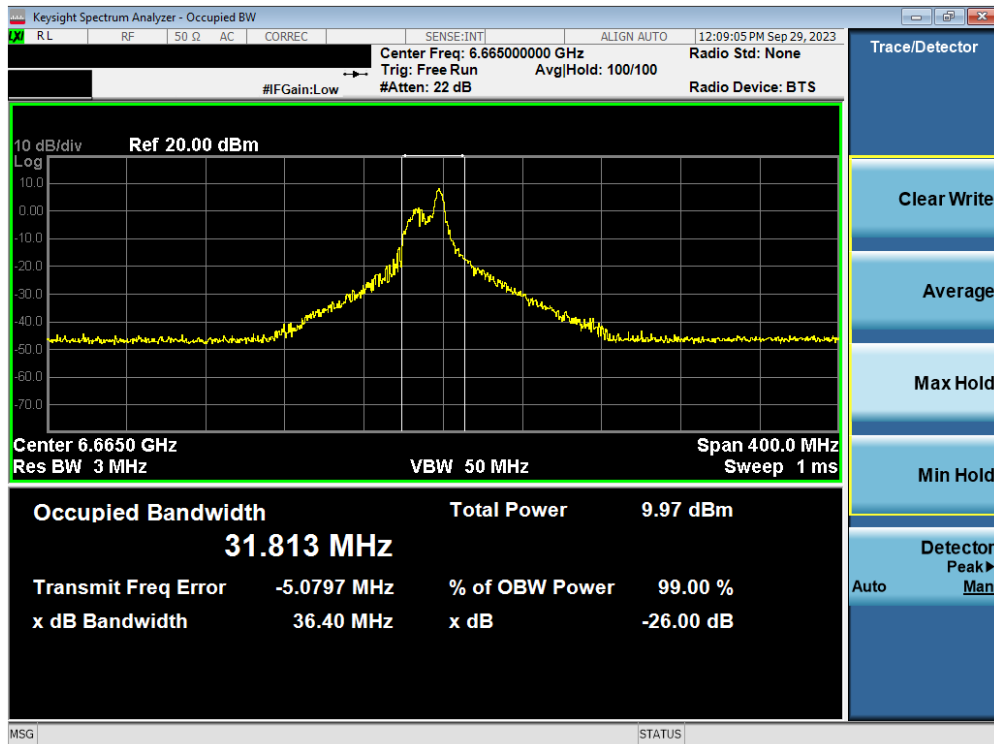 Keysight Spectrum Analyzer - Occupied BW
LXI RL RF 50 Ω AC CORREC SENSE:INT ALIGN AUTO 12:09:05 PM Sep 29, 2023
Center Freq: 6.665000000 GHz Radio Std: None
Trig: Free Run Avg|Hold: 100/100
#IFGain:Low #Atten: 22 dB Radio Device: BTS
10 dB/div Ref 20.00 dBm
Log
10.0
0.00
-10.0
-20.0
-30.0
-40.0
-50.0
-60.0
-70.0
Center 6.6650 GHz Span 400.0 MHz
Res BW 3 MHz VBW 50 MHz Sweep 1 ms
Occupied Bandwidth Total Power 9.97 dBm
31.813 MHz
Transmit Freq Error -5.0797 MHz % of OBW Power 99.00 %
x dB Bandwidth 36.40 MHz x dB -26.00 dB
MSG STATUS
Trace/Detector
Clear Write
Average
Max Hold
Min Hold
Detector
Peak▶
Auto Man